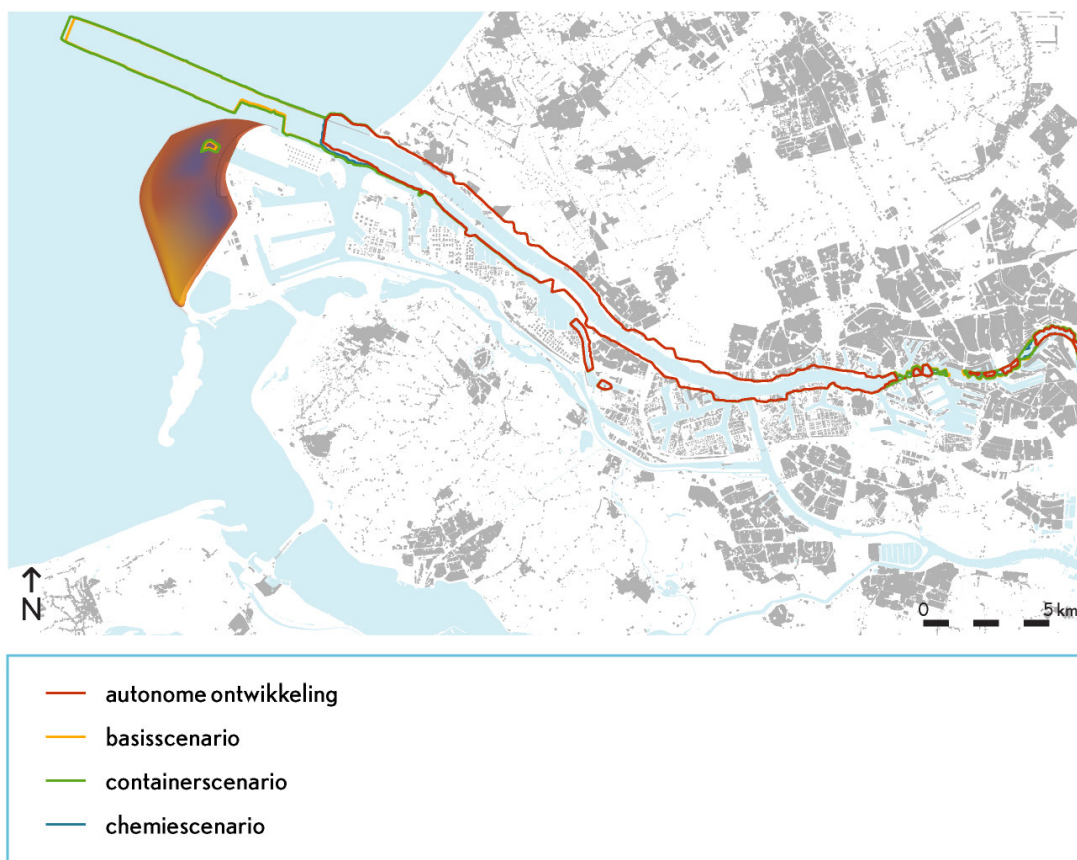 N
0 5 km
autonome ontwikkeling
basisscenario
containerscenario
chemiescenario